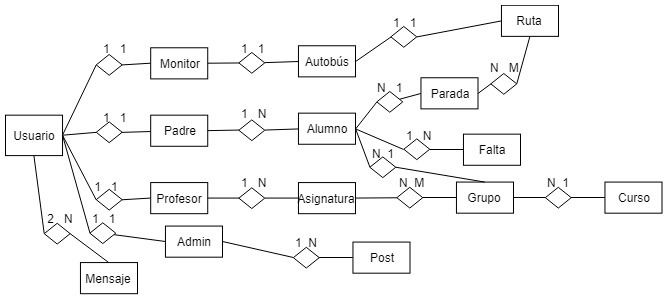 Ruta
1 1
1 1
1 1
Monitor
Autobús
N M
N 1
Parada
Usuario
1 1
Padre
1 N
Alumno
1 N
Falta
N 1
1 1
Profesor
1 N
Asignatura
N M
Grupo
N 1
Curso
2 N
1 1
Admin
1 N
Post
Mensaje